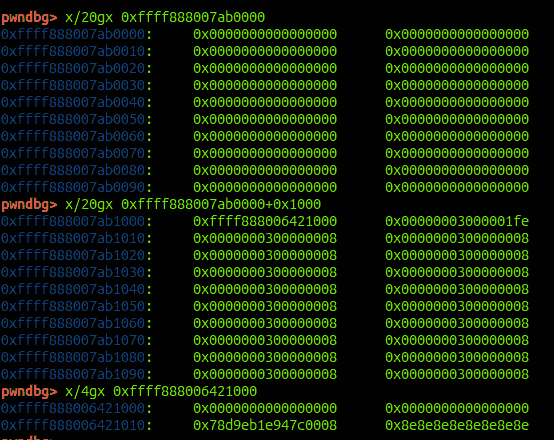 pwndbg> x/20gx 0xffff888007ab0000
0xffff888007ab0000: 0x0000000000000000 0x0000000000000000
0xffff888007ab0010: 0x0000000000000000 0x0000000000000000
0xffff888007ab0020: 0x0000000000000000 0x0000000000000000
0xffff888007ab0030: 0x0000000000000000 0x0000000000000000
0xffff888007ab0040: 0x0000000000000000 0x0000000000000000
0xffff888007ab0050: 0x0000000000000000 0x0000000000000000
0xffff888007ab0060: 0x0000000000000000 0x0000000000000000
0xffff888007ab0070: 0x0000000000000000 0x0000000000000000
0xffff888007ab0080: 0x0000000000000000 0x0000000000000000
0xffff888007ab0090: 0x0000000000000000 0x0000000000000000
pwndbg> x/20gx 0xffff888007ab0000+0x1000
0xffff888007ab1000: 0xffff888006421000 0x00000003000001fe
0xffff888007ab1010: 0x0000000300000008 0x0000000300000008
0xffff888007ab1020: 0x0000000300000008 0x0000000300000008
0xffff888007ab1030: 0x0000000300000008 0x0000000300000008
0xffff888007ab1040: 0x0000000300000008 0x0000000300000008
0xffff888007ab1050: 0x0000000300000008 0x0000000300000008
0xffff888007ab1060: 0x0000000300000008 0x0000000300000008
0xffff888007ab1070: 0x0000000300000008 0x0000000300000008
0xffff888007ab1080: 0x0000000300000008 0x0000000300000008
0xffff888007ab1090: 0x0000000300000008 0x0000000300000008
pwndbg> x/4gx 0xffff888006421000
0xffff888006421000: 0x0000000000000000 0x0000000000000000
0xffff888006421010: 0x78d9eb1e947c0008 0x8e8e8e8e8e8e8e8e